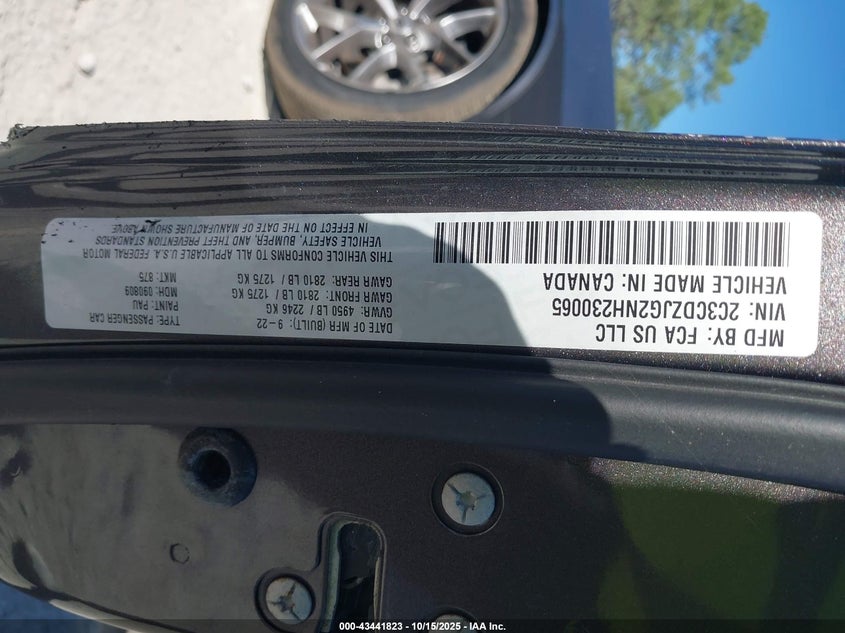 MFD BY: FCA US LLC
VIN: 2C3CDZJG2NH230065
VEHICLE MADE IN: CANADA
DATE OF MFR (BUILT): 9-22
GVWR: 4950 LB / 2246 KG
GAWR FRONT: 2810 LB / 1275 KG
GAWR REAR: 2810 LB / 1275 KG
THIS VEHICLE CONFORMS TO ALL APPLICABLE U.S.A. FEDERAL MOTOR
VEHICLE SAFETY, BUMPER, AND THEFT PREVENTION STANDARDS
IN EFFECT ON THE DATE OF MANUFACTURE SHOWN ABOVE
TYPE: PASSENGER CAR
PAINT: PAU
MDH: 090809
MKT: 875
000-43441823 - 10/15/2025 - IAA Inc.